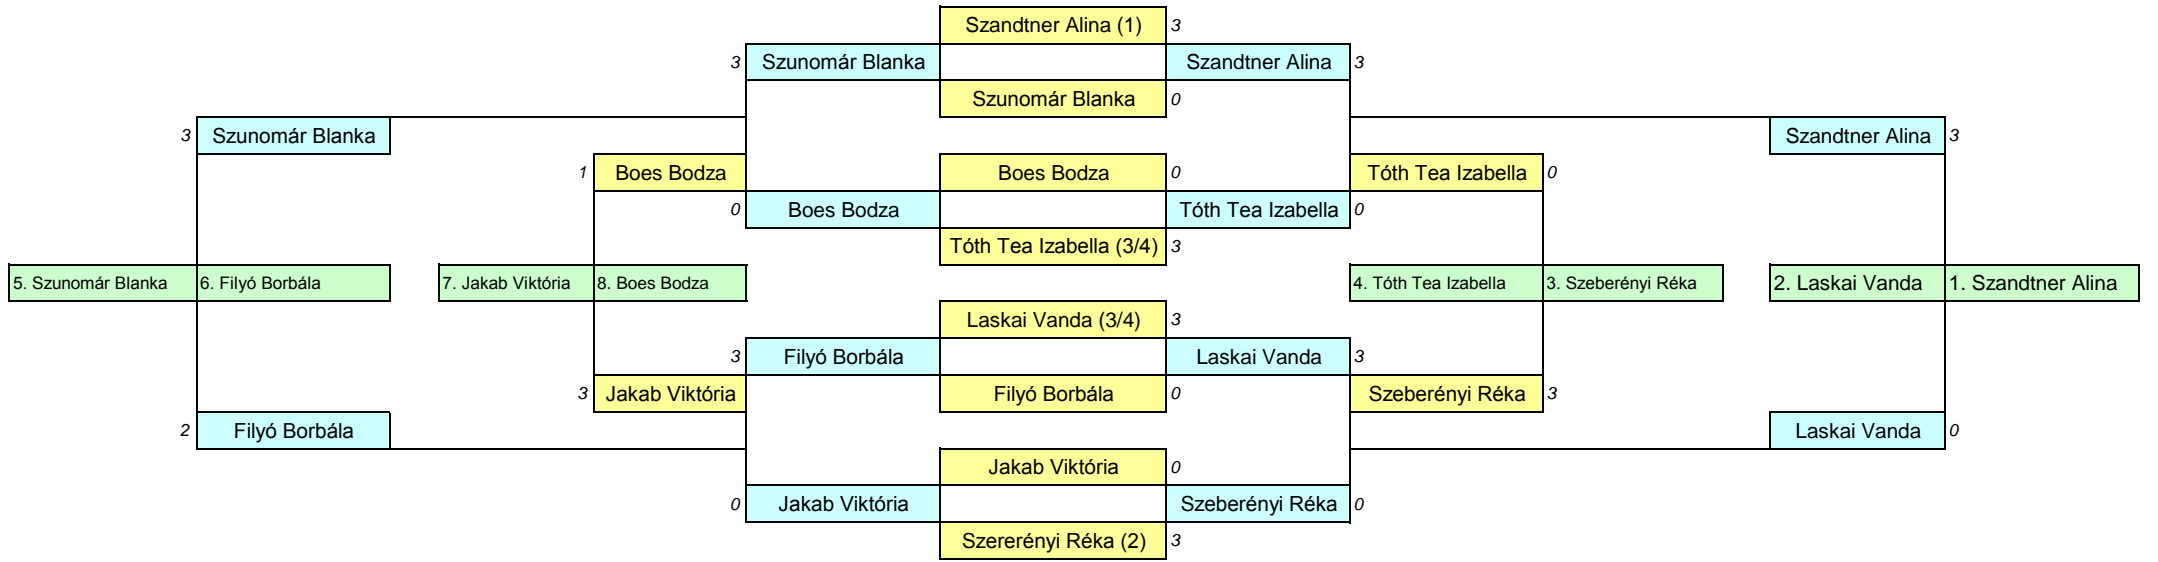 Szandtner Alina (1) 3
3 Szunomár Blanka Szandtner Alina 3
Szunomár Blanka 0
3 Szunomár Blanka Szandtner Alina 3
1 Boes Bodza Boes Bodza 0 Tóth Tea Izabella 0
0 Boes Bodza Tóth Tea Izabella 0
Tóth Tea Izabella (3/4) 3
5. Szunomár Blanka 6. Filyó Borbála 7. Jakab Viktória 8. Boes Bodza 4. Tóth Tea Izabella 3. Szeberényi Réka 2. Laskai Vanda 1. Szandtner Alina
Laskai Vanda (3/4) 3
3 Filyó Borbála Laskai Vanda 3
3 Jakab Viktória Filyó Borbála 0 Szeberényi Réka 3
2 Filyó Borbála Laskai Vanda 0
Jakab Viktória 0
0 Jakab Viktória Szeberényi Réka 0
Szererényi Réka (2) 3